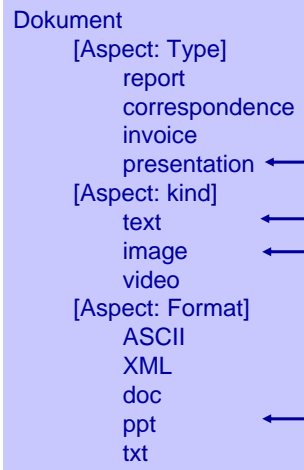 Dokument
[Aspect: Type]
report
correspondence
invoice
presentation
[Aspect: kind]
text
image
video
[Aspect: Format]
ASCII
XML
doc
ppt
txt